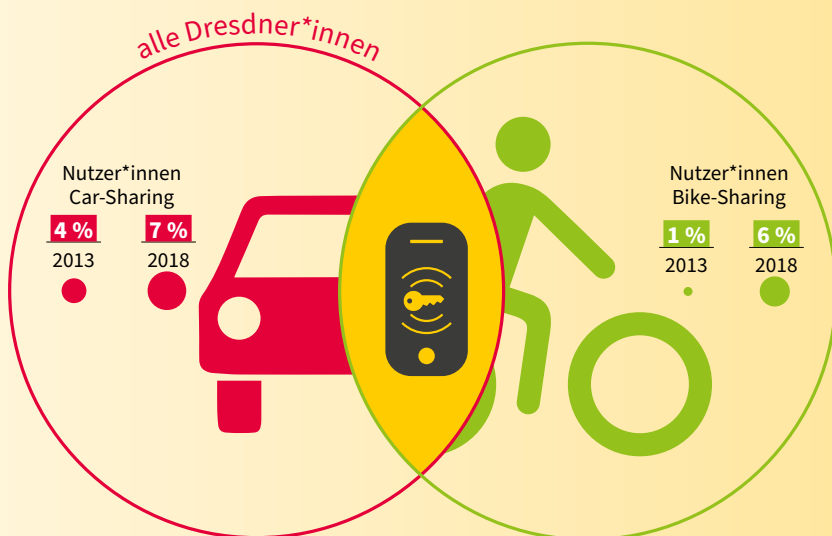 alle Dresdner*innen
Nutzer*innen
Car-Sharing
4 % 7 %
2013 2018
Nutzer*innen
Bike-Sharing
1 % 6 %
2013 2018